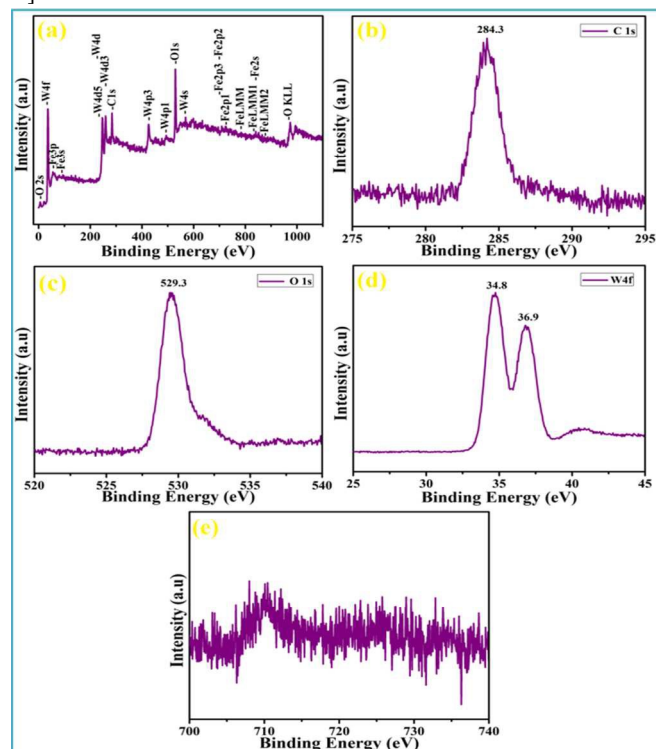 (a)
-O 2s
-W4f
-Fe3p
-Fe3s
-W4d5
-W4d
-W4d3
-C1s
-W4p3
-W4p1
-O1s
-W4s
-Fe2p1
-Fe2p3
-Fe2p2
-FeLMM
-FeLMM1
-Fe2s
-FeLMM2
-O KLL
Intensity (a.u)
0 200 400 600 800 1000
Binding Energy (eV)
(b)
284.3
C 1s
Intensity (a.u)
275 280 285 290 295
Binding Energy (eV)
(c)
529.3
O 1s
Intensity (a.u)
520 525 530 535 540
Binding Energy (eV)
(d)
34.8
36.9
W4f
Intensity (a.u)
25 30 35 40 45
Binding Energy (eV)
(e)
Intensity (a.u)
700 710 720 730 740
Binding Energy (eV)